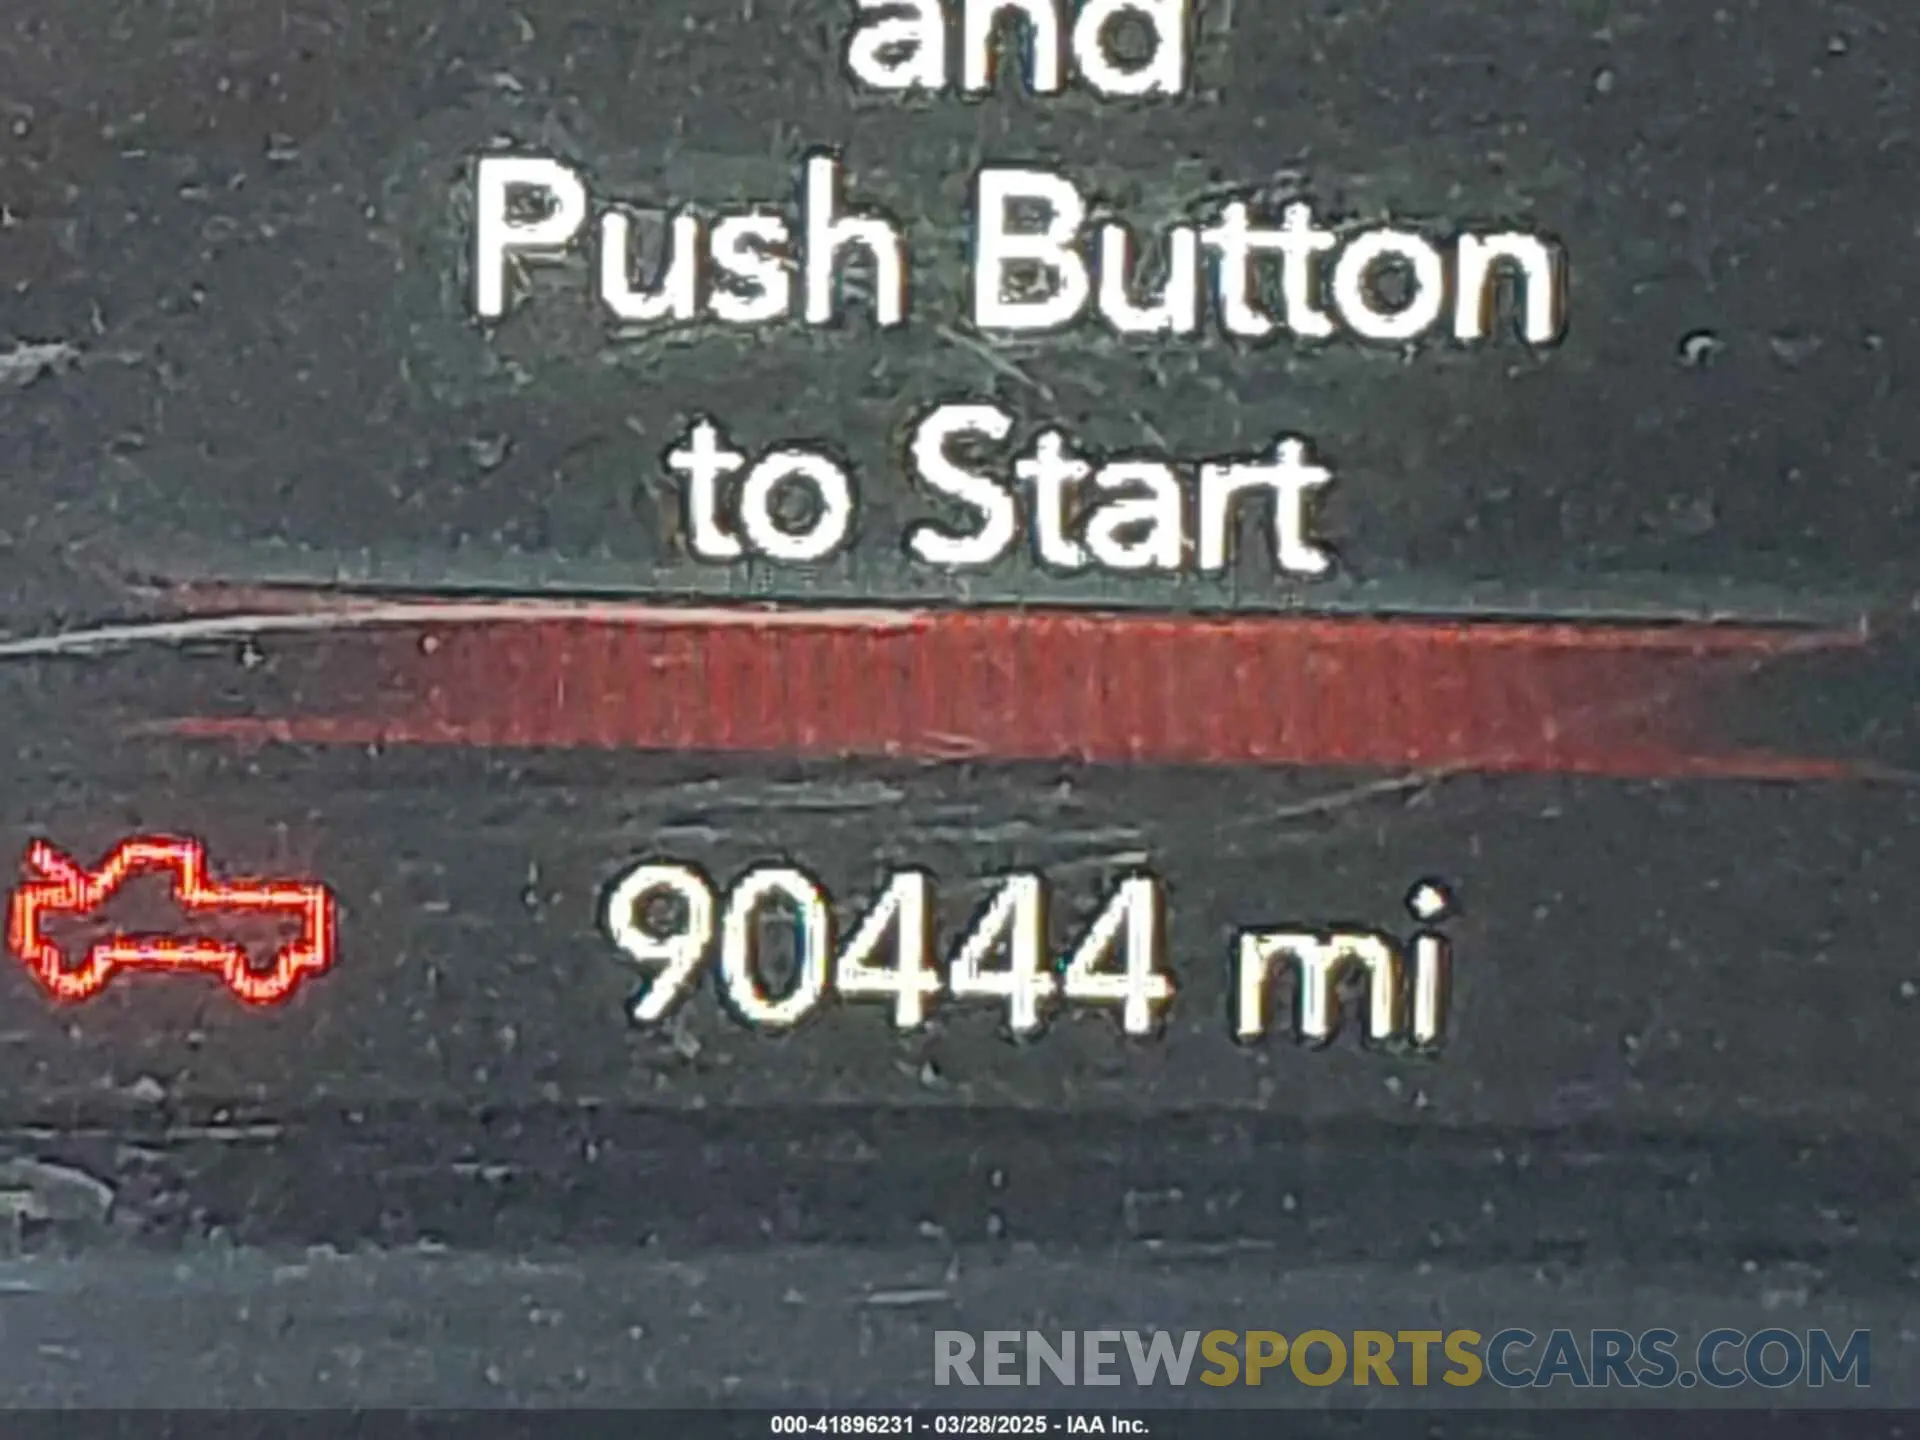 and
Push Button
to Start
90444 mi
RENEWSPORTSCARS.COM
000-41896231 - 03/28/2025 - IAA Inc.